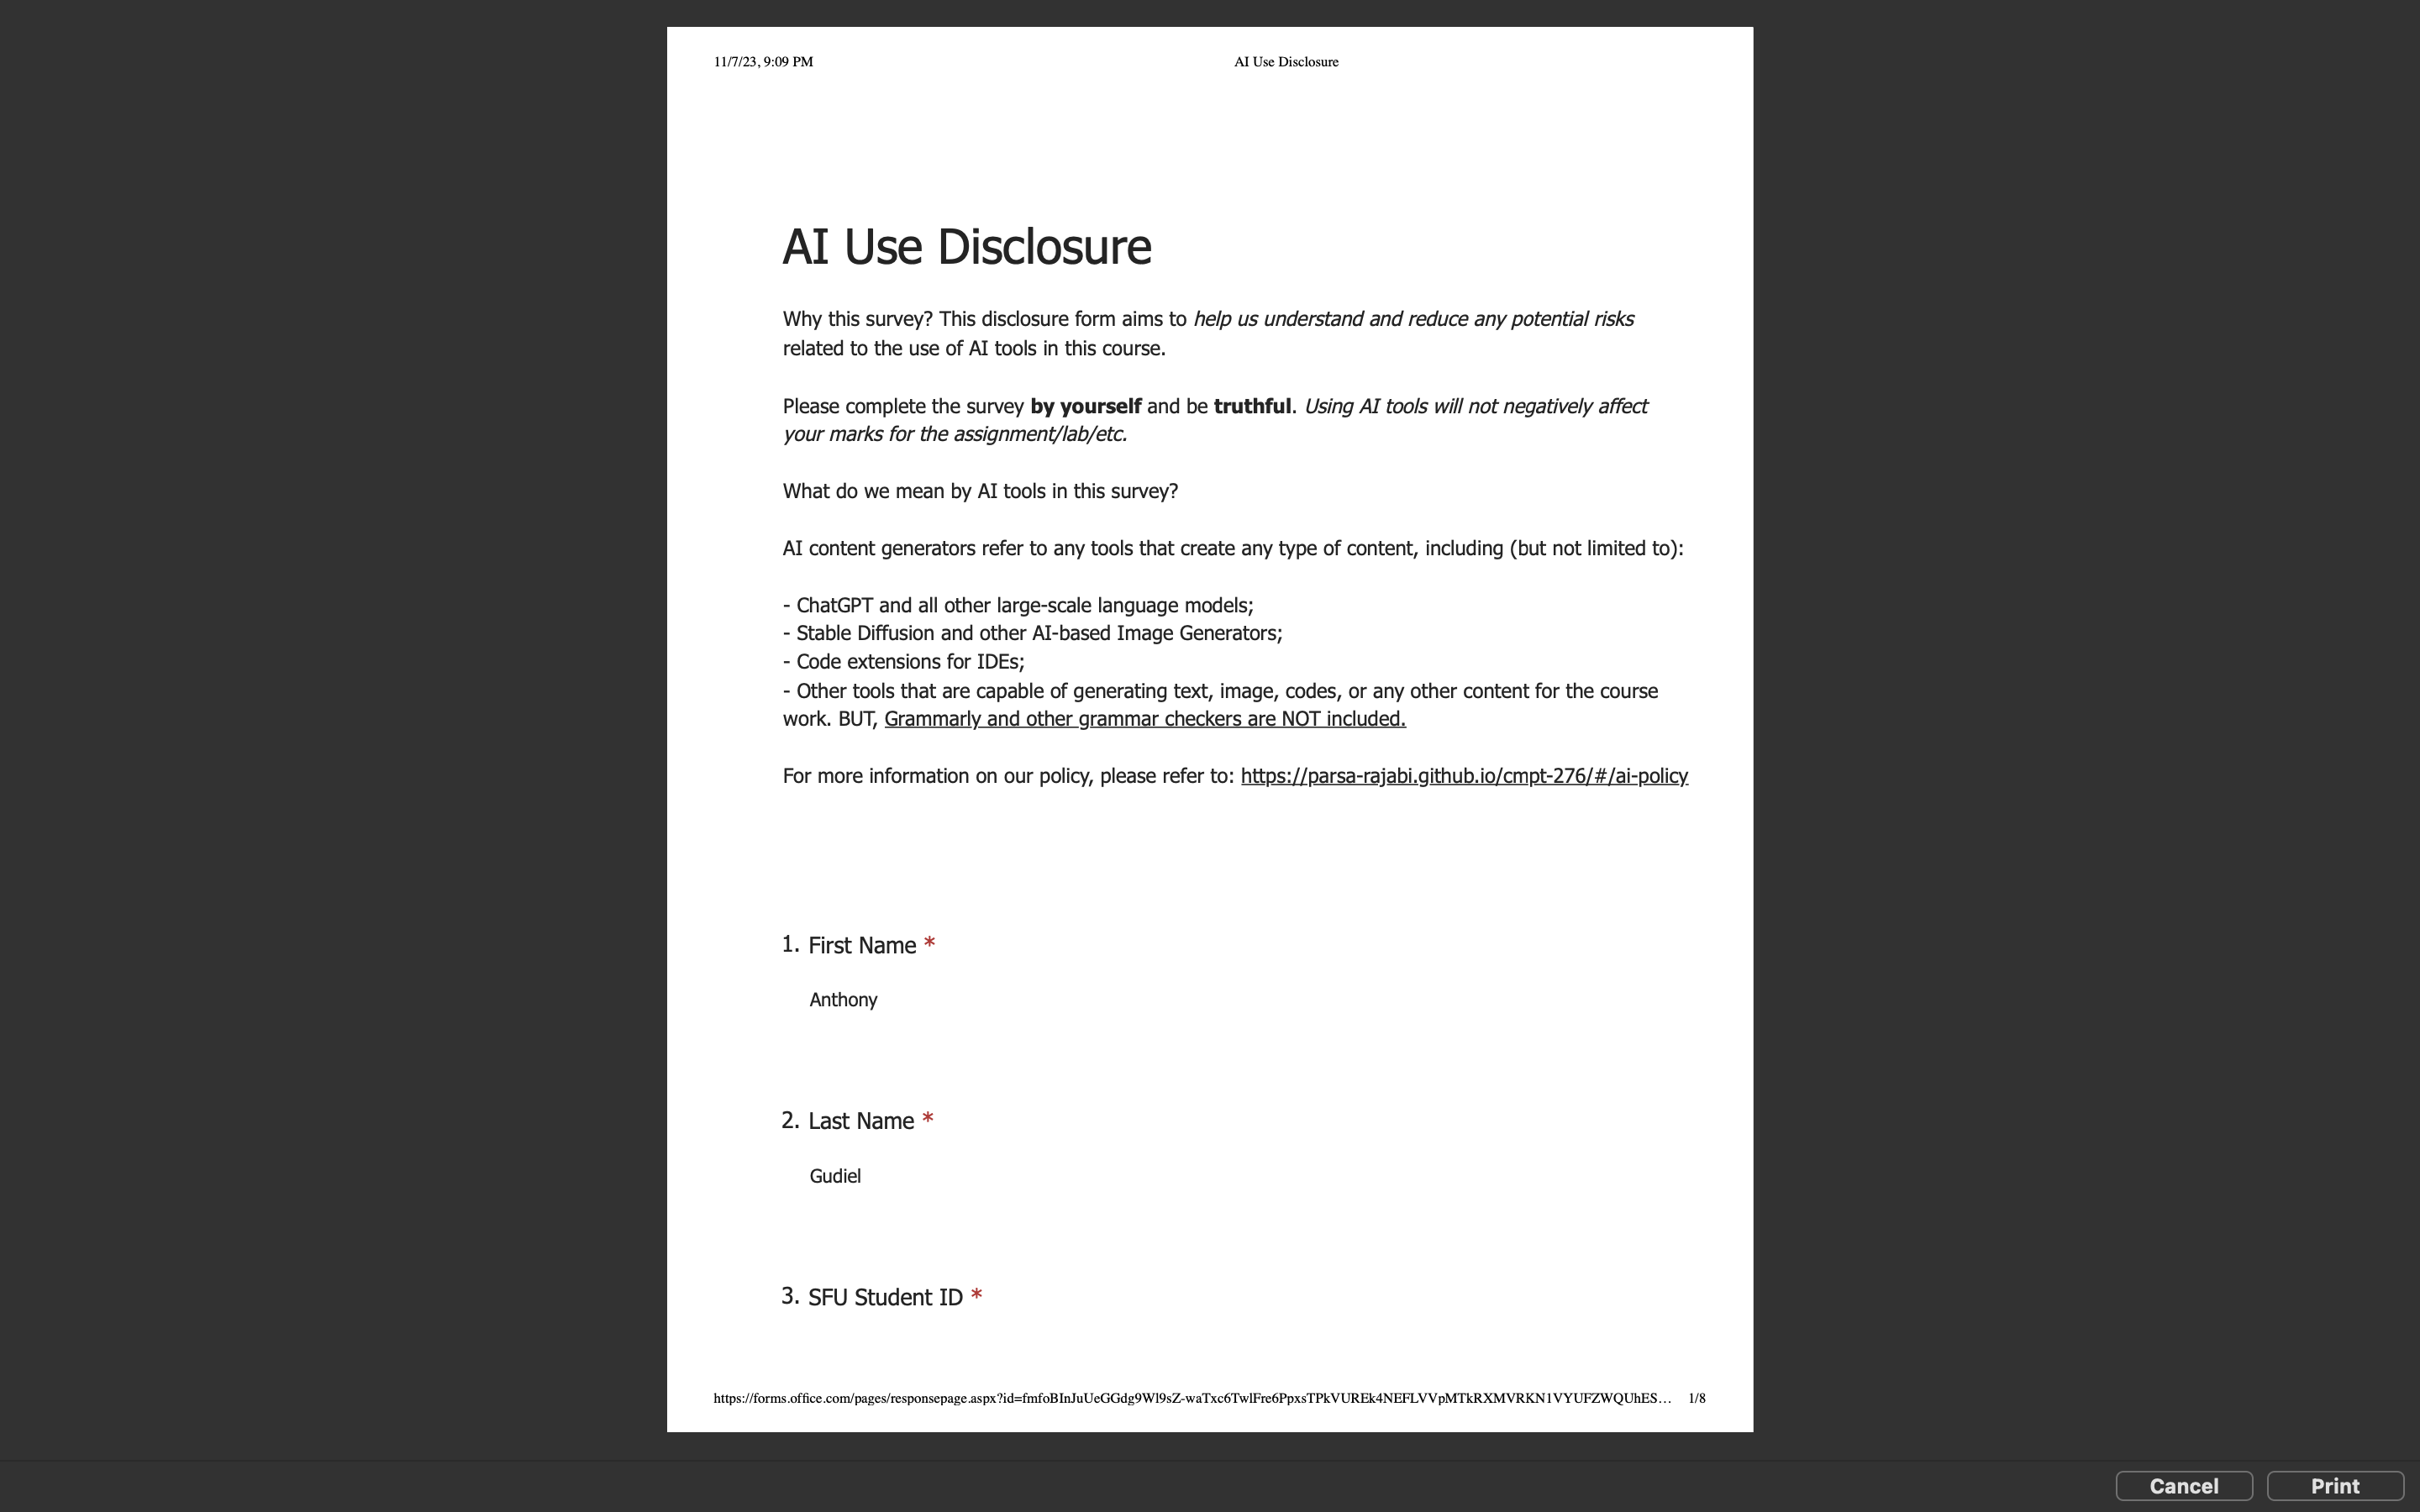 11/7/23, 9:09 PM
AI Use Disclosure
AI Use Disclosure
Why this survey? This disclosure form aims to help us understand and reduce any potential risks
related to the use of AI tools in this course.
Please complete the survey by yourself and be truthful. Using AI tools will not negatively affect
your marks for the assignment/lab/etc.
What do we mean by AI tools in this survey?
AI content generators refer to any tools that create any type of content, including (but not limited to):
- ChatGPT and all other large-scale language models;
- Stable Diffusion and other AI-based Image Generators;
- Code extensions for IDEs;
- Other tools that are capable of generating text, image, codes, or any other content for the course
work. BUT, Grammarly and other grammar checkers are NOT included.
For more information on our policy, please refer to: https://parsa-rajabi.github.io/cmpt-276/#/ai-policy
1. First Name *
Anthony
2. Last Name *
Gudiel
3. SFU Student ID *
https://forms.office.com/pages/responsepage.aspx?id=fmfoBInJuUeGGdg9Wl9sZ-waTxc6TwlFre6PpxsTPkVUREk4NEFLVVpMTkRXMVRKN1VYUFZWQUhES… 1/8
Cancel
Print